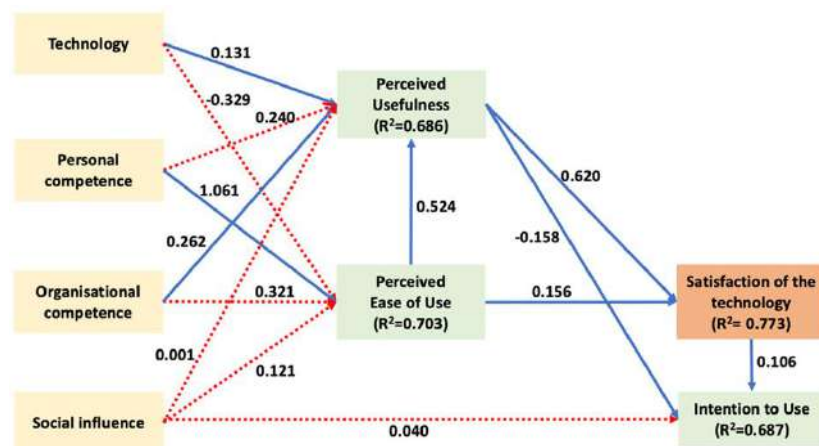 Technology
0.131
Perceived
Usefulness
(R²=0.686)
-0.329
0.240
Personal
competence
1.061
0.620
0.524
0.262
-0.158
Organisational
competence
0.321
Perceived
Ease of Use
(R²=0.703)
0.156
Satisfaction of the
technology
(R²= 0.773)
0.001
0.121
0.106
Social influence
0.040
Intention to Use
(R²=0.687)